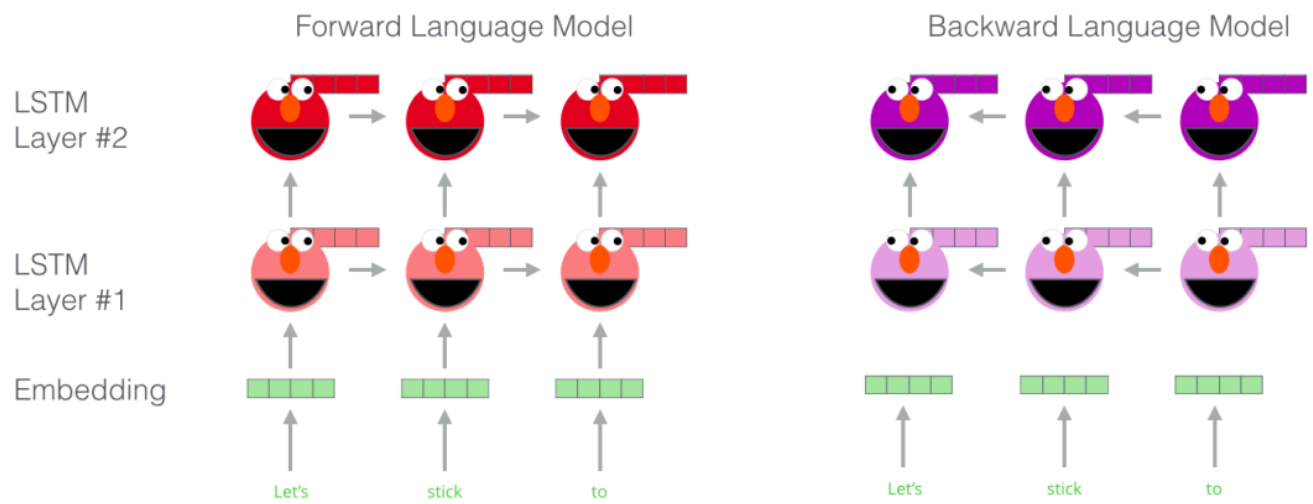 Forward Language Model
Backward Language Model
LSTM
Layer #2
LSTM
Layer #1
Embedding
Let's stick to
Let's stick to